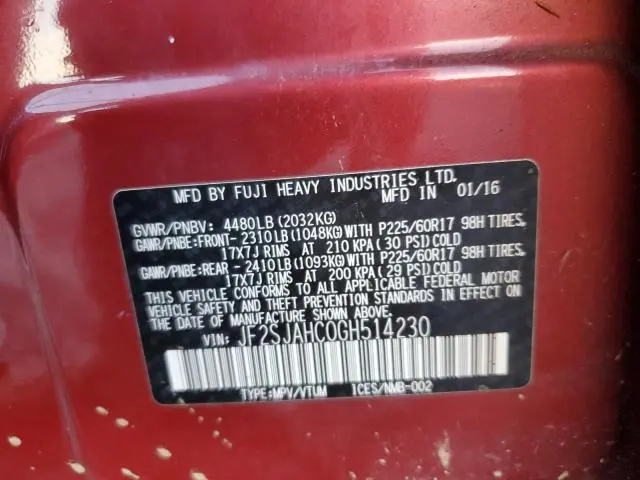 MFD BY FUJI HEAVY INDUSTRIES LTD.
MFD IN 01/16
GVWR/PNBV: 4480LB(2032KG)
GAWR/PNBE:FRONT- 2310LB(1048KG)WITH P225/60R17 98H TIRES,
17X7J RIMS AT 210 KPA(30 PSI)COLD
GAWR/PNBE:REAR - 2410LB(1093KG)WITH P225/60R17 98H TIRES,
17X7J RIMS AT 200 KPA(29 PSI)COLD
THIS VEHICLE CONFORMS TO ALL APPLICABLE FEDERAL MOTOR
VEHICLE SAFETY AND THEFT PREVENTION STANDARDS IN EFFECT ON
THE DATE OF MANUFACTURE SHOWN ABOVE.
VIN: JF2SJAHC0GH514230
TYPE:MPV/VTUM ICES/NMB-002